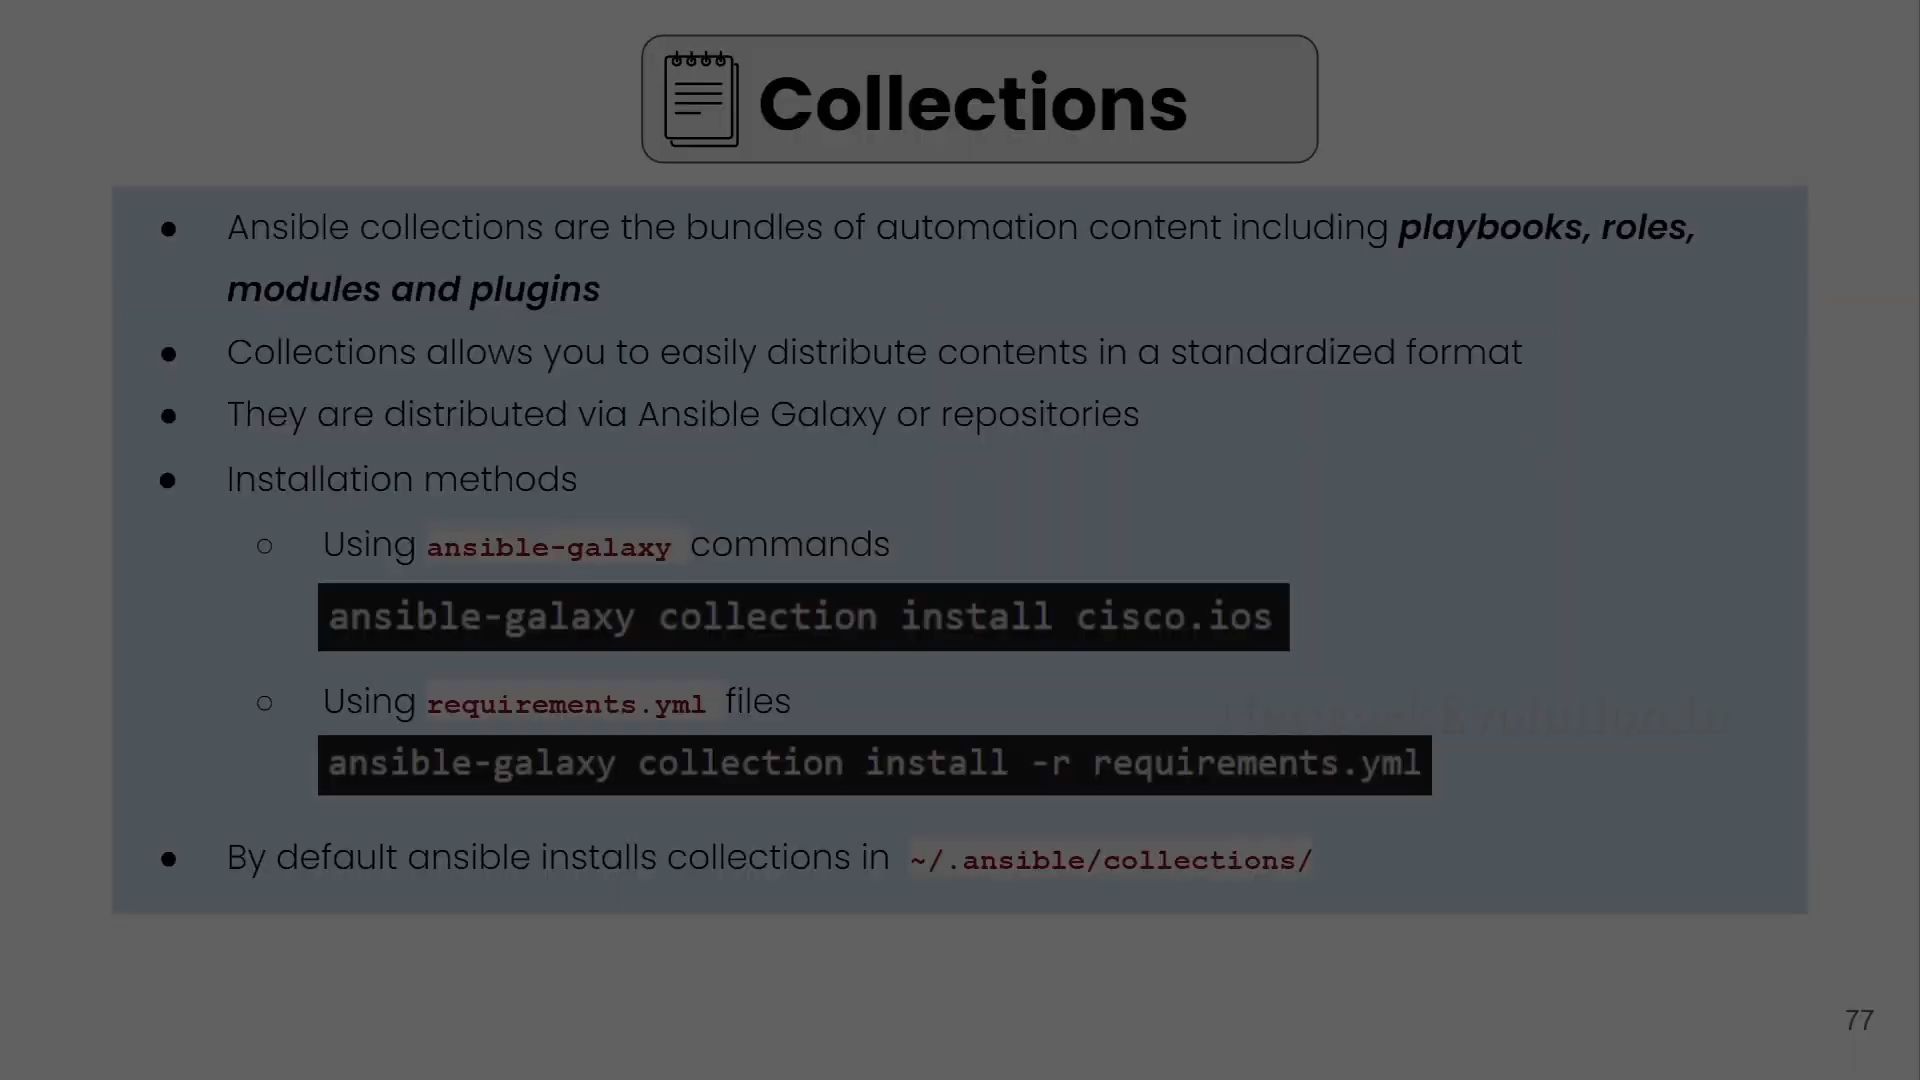 Collections
● Ansible collections are the bundles of automation content including playbooks, roles,
modules and plugins
● Collections allows you to easily distribute contents in a standardized format
● They are distributed via Ansible Galaxy or repositories
● Installation methods
○ Using ansible-galaxy commands
ansible-galaxy collection install cisco.ios
○ Using requirements.yml files
ansible-galaxy collection install -r requirements.yml
● By default ansible installs collections in ~/.ansible/collections/
77